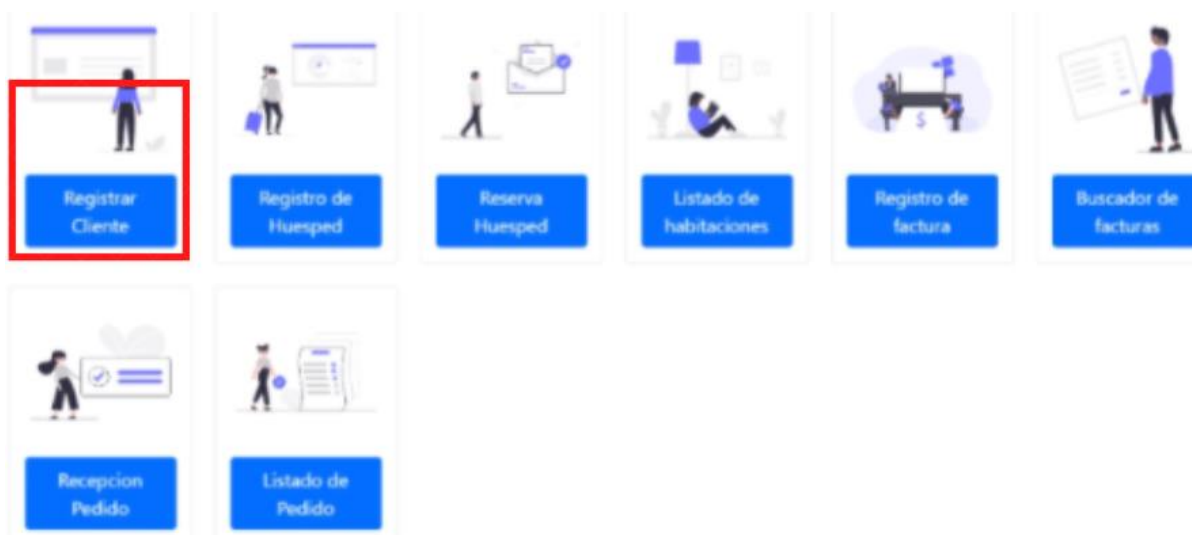 Registrar
Cliente
Registro de
Huesped
Reserva
Huesped
Listado de
habitaciones
Registro de
factura
Buscador de
facturas
Recepcion
Pedido
Listado de
Pedido